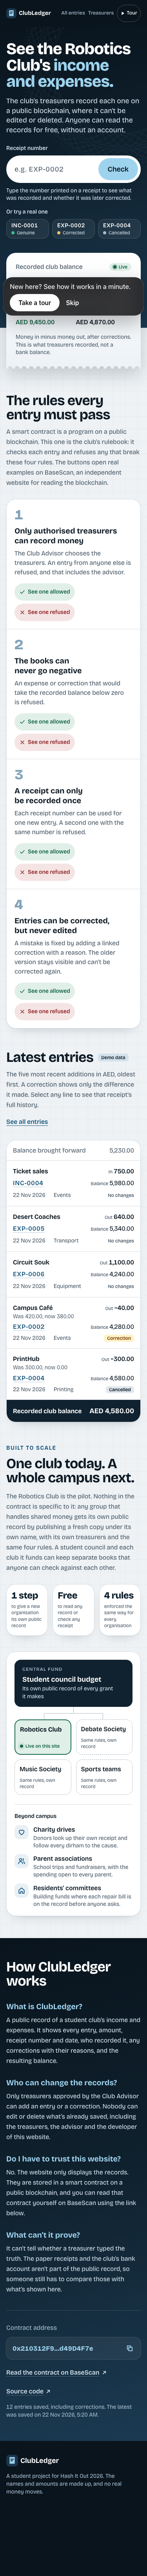 ClubLedger
All entries
Treasurers
Tour
See the Robotics
Club's income
and expenses.
The club's treasurers record each one on
a public blockchain, where it can't be
edited or deleted. Anyone can read the
records for free, without an account.
Receipt number
e.g. EXP-0002
Check
Type the number printed on a receipt to see what
was recorded and whether it was later corrected.
Or try a real one
INC-0001
Genuine
EXP-0002
Corrected
EXP-0004
Cancelled
Recorded club balance
Live
New here? See how it works in a minute.
Take a tour
Skip
AED 9,450.00
AED 4,870.00
Money in minus money out, after corrections.
This is what treasurers recorded, not a
bank balance.
The rules every
entry must pass
A smart contract is a program on a public
blockchain. This one is the club's rulebook: it
checks every entry and refuses any that break
these four rules. The buttons open real
examples on BaseScan, an independent
website for reading the blockchain.
1
Only authorised treasurers
can record money
The Club Advisor chooses the
treasurers. An entry from anyone else is
refused, and that includes the advisor.
See one allowed
See one refused
2
The books can
never go negative
An expense or correction that would
take the recorded balance below zero
is refused.
See one allowed
See one refused
3
A receipt can only
be recorded once
Each receipt number can be used for
one new entry. A second one with the
same number is refused.
See one allowed
See one refused
4
Entries can be corrected,
but never edited
A mistake is fixed by adding a linked
correction with a reason. The older
version stays visible and can't be
corrected again.
See one allowed
See one refused
Latest entries
Demo data
The five most recent additions in AED, oldest
first. A correction shows only the difference
it made. Select any line to see that receipt's
full history.
See all entries
Balance brought forward 5,230.00
Ticket sales In 750.00
INC-0004 Balance 5,980.00
22 Nov 2026 Events No changes
Desert Coaches Out 640.00
EXP-0005 Balance 5,340.00
22 Nov 2026 Transport No changes
Circuit Souk Out 1,100.00
EXP-0006 Balance 4,240.00
22 Nov 2026 Equipment No changes
Campus Café Out −40.00
Was 420.00, now 380.00
EXP-0002 Balance 4,280.00
22 Nov 2026 Events Correction
PrintHub Out −300.00
Was 300.00, now 0.00
EXP-0004 Balance 4,580.00
22 Nov 2026 Printing Cancelled
Recorded club balance AED 4,580.00
BUILT TO SCALE
One club today. A
whole campus next.
The Robotics Club is the pilot. Nothing in the
contract is specific to it: any group that
handles shared money gets its own public
record by publishing a fresh copy under its
own name, with its own treasurers and the
same four rules. A student council and each
club it funds can keep separate books that
anyone can check against each other.
1 step
to give a new
organisation
its own public
record
Free
to read any
record or
check any
receipt
4 rules
enforced the
same way for
every
organisation
CENTRAL FUND
Student council budget
Its own public record of every grant
it makes
Robotics Club
Live on this site
Debate Society
Same rules, own
record
Music Society
Same rules, own
record
Sports teams
Same rules, own
record
Beyond campus
Charity drives
Donors look up their own receipt and
follow every dirham to the cause.
Parent associations
School trips and fundraisers, with the
spending open to every parent.
Residents' committees
Building funds where each repair bill is
on the record before anyone asks.
How ClubLedger
works
What is ClubLedger?
A public record of a student club's income and
expenses. It shows every entry, amount,
receipt number and date, who recorded it, any
corrections with their reasons, and the
resulting balance.
Who can change the records?
Only treasurers approved by the Club Advisor
can add an entry or a correction. Nobody can
edit or delete what's already saved, including
the treasurers, the advisor and the developer
of this website.
Do I have to trust this website?
No. The website only displays the records.
They are stored in a smart contract on a
public blockchain, and you can read that
contract yourself on BaseScan using the link
below.
What can't it prove?
It can't tell whether a treasurer typed the
truth. The paper receipts and the club's bank
account aren't part of the public record, so
someone still has to compare those with
what's shown here.
Contract address
0x210312F9...d49D4F7e
Read the contract on BaseScan ↗
Source code ↗
12 entries saved, including corrections. The latest
was saved on 22 Nov 2026, 5:20 AM.
ClubLedger
A student project for Hash It Out 2026. The
names and amounts are made up, and no real
money moves.